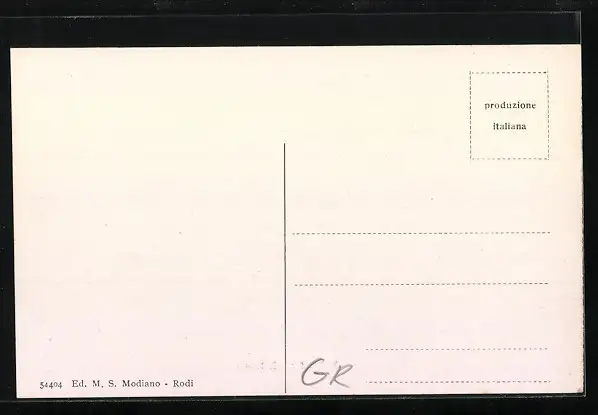 produzione
italiana
54404 Ed. M. S. Modiano - Rodi
GR